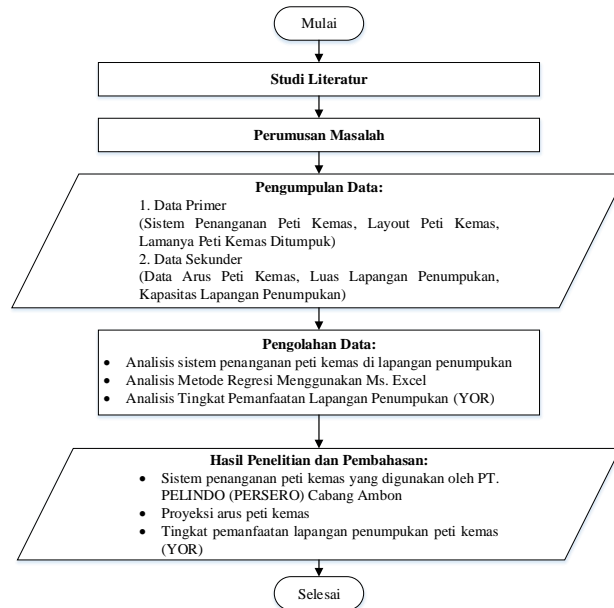 Mulai
Studi Literatur
Perumusan Masalah
Pengumpulan Data:
1. Data Primer
(Sistem Penanganan Peti Kemas, Layout Peti Kemas,
Lamanya Peti Kemas Ditumpuk)
2. Data Sekunder
(Data Arus Peti Kemas, Luas Lapangan Penumpukan,
Kapasitas Lapangan Penumpukan)
Pengolahan Data:
• Analisis sistem penanganan peti kemas di lapangan penumpukan
• Analisis Metode Regresi Menggunakan Ms. Excel
• Analisis Tingkat Pemanfaatan Lapangan Penumpukan (YOR)
Hasil Penelitian dan Pembahasan:
• Sistem penanganan peti kemas yang digunakan oleh PT.
PELINDO (PERSERO) Cabang Ambon
• Proyeksi arus peti kemas
• Tingkat pemanfaatan lapangan penumpukan peti kemas
(YOR)
Selesai